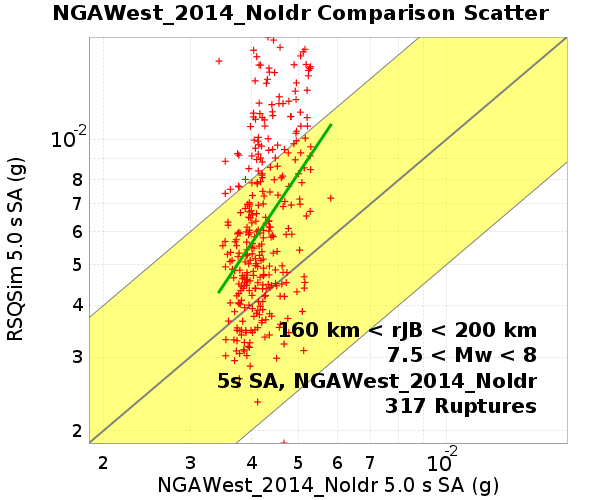 NGAWest_2014_NoIdr Comparison Scatter
RSQSim 5.0 s SA (g)
10-2
8
7
6
5
4
3
2
160 km < rJB < 200 km
7.5 < Mw < 8
5s SA, NGAWest_2014_NoIdr
317 Ruptures
2 3 4 5 6 7 10-2
NGAWest_2014_NoIdr 5.0 s SA (g)